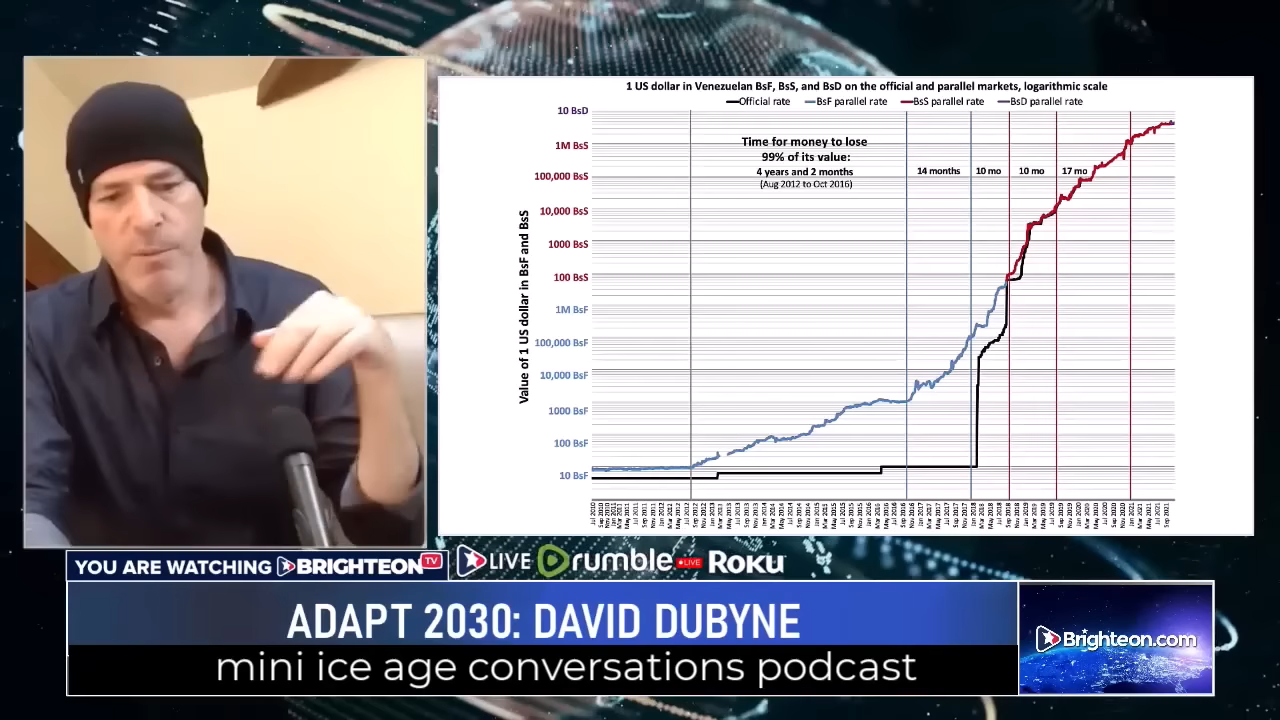 1 US dollar in Venezuelan BsF, BsS, and BsD on the official and parallel markets, logarithmic scale
Official rate BsF parallel rate BsS parallel rate BsD parallel rate
10 BsD
1M BsS
100,000 BsS
10,000 BsS
1000 BsS
100 BsS
1M BsF
100,000 BsF
10,000 BsF
1000 BsF
100 BsF
10 BsF
Value of 1 US dollar in BsF and BsS
Time for money to lose
99% of its value:
4 years and 2 months
(Aug 2012 to Oct 2016)
14 months 10 mo 10 mo 17 mo
YOU ARE WATCHING BRIGHTEON TV LIVE rumble LIVE ROKU
ADAPT 2030: DAVID DUBYNE
mini ice age conversations podcast
Brighteon.com